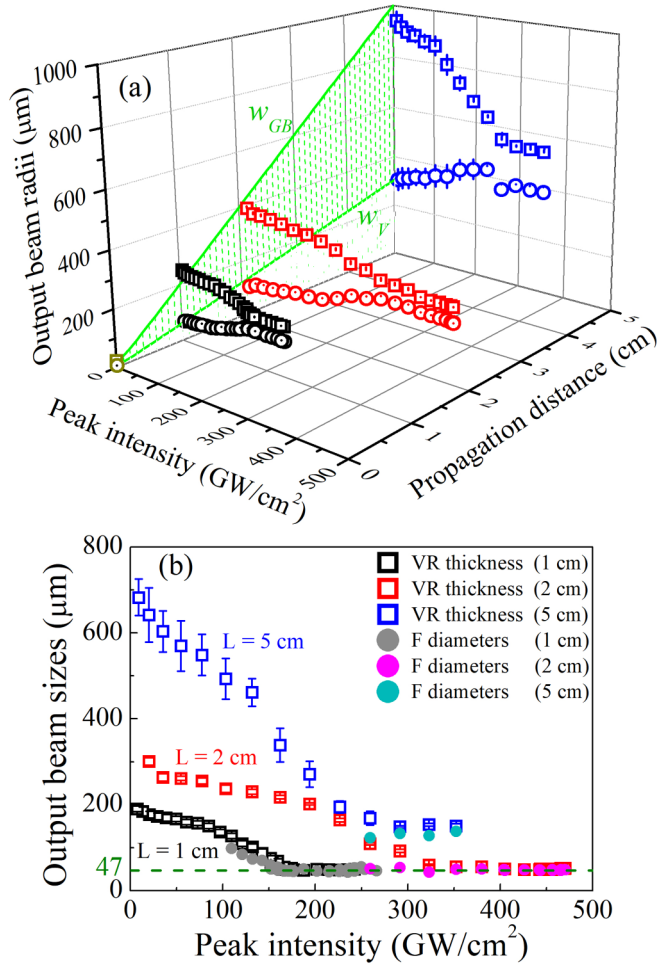 (a)
1000
800
600
400
200
0
Output beam radii (μm)
w_GB
w_V
0
100
200
300
400
500
Peak intensity (GW/cm²)
0
1
2
3
4
5
Propagation distance (cm)
(b)
800
600
400
200
47
0
Output beam sizes (μm)
VR thickness (1 cm)
VR thickness (2 cm)
VR thickness (5 cm)
F diameters (1 cm)
F diameters (2 cm)
F diameters (5 cm)
L = 5 cm
L = 2 cm
L = 1 cm
0 100 200 300 400 500
Peak intensity (GW/cm²)